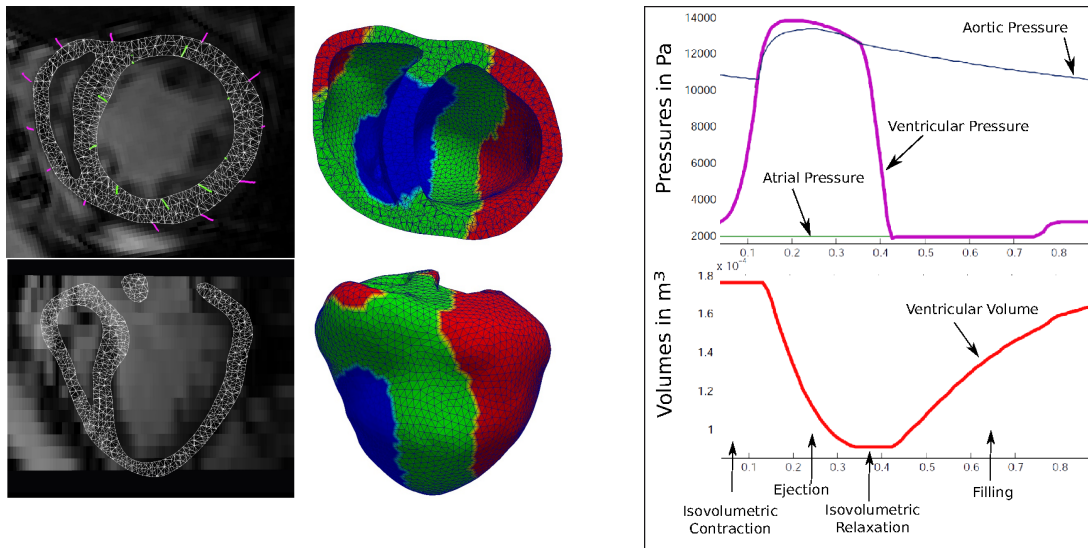 14000
12000
10000
8000
6000
4000
2000
Pressures in Pa
Aortic Pressure
Ventricular Pressure
Atrial Pressure
0.1 0.2 0.3 0.4 0.5 0.6 0.7 0.8
1.8
x 10⁻⁴
1.6
1.4
1.2
1
Volumes in m³
Ventricular Volume
0.1 0.2 0.3 0.4 0.5 0.6 0.7 0.8
Isovolumetric
Contraction
Ejection
Isovolumetric
Relaxation
Filling